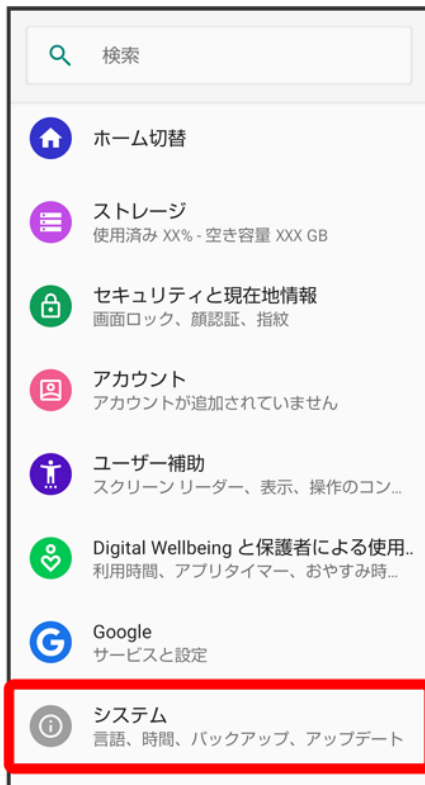 検索
ホーム切替
ストレージ
使用済み XX% - 空き容量 XXX GB
セキュリティと現在地情報
画面ロック、顔認証、指紋
アカウント
アカウントが追加されていません
ユーザー補助
スクリーン リーダー、表示、操作のコン...
Digital Wellbeing と保護者による使用..
利用時間、アプリタイマー、おやすみ時...
Google
サービスと設定
システム
言語、時間、バックアップ、アップデート